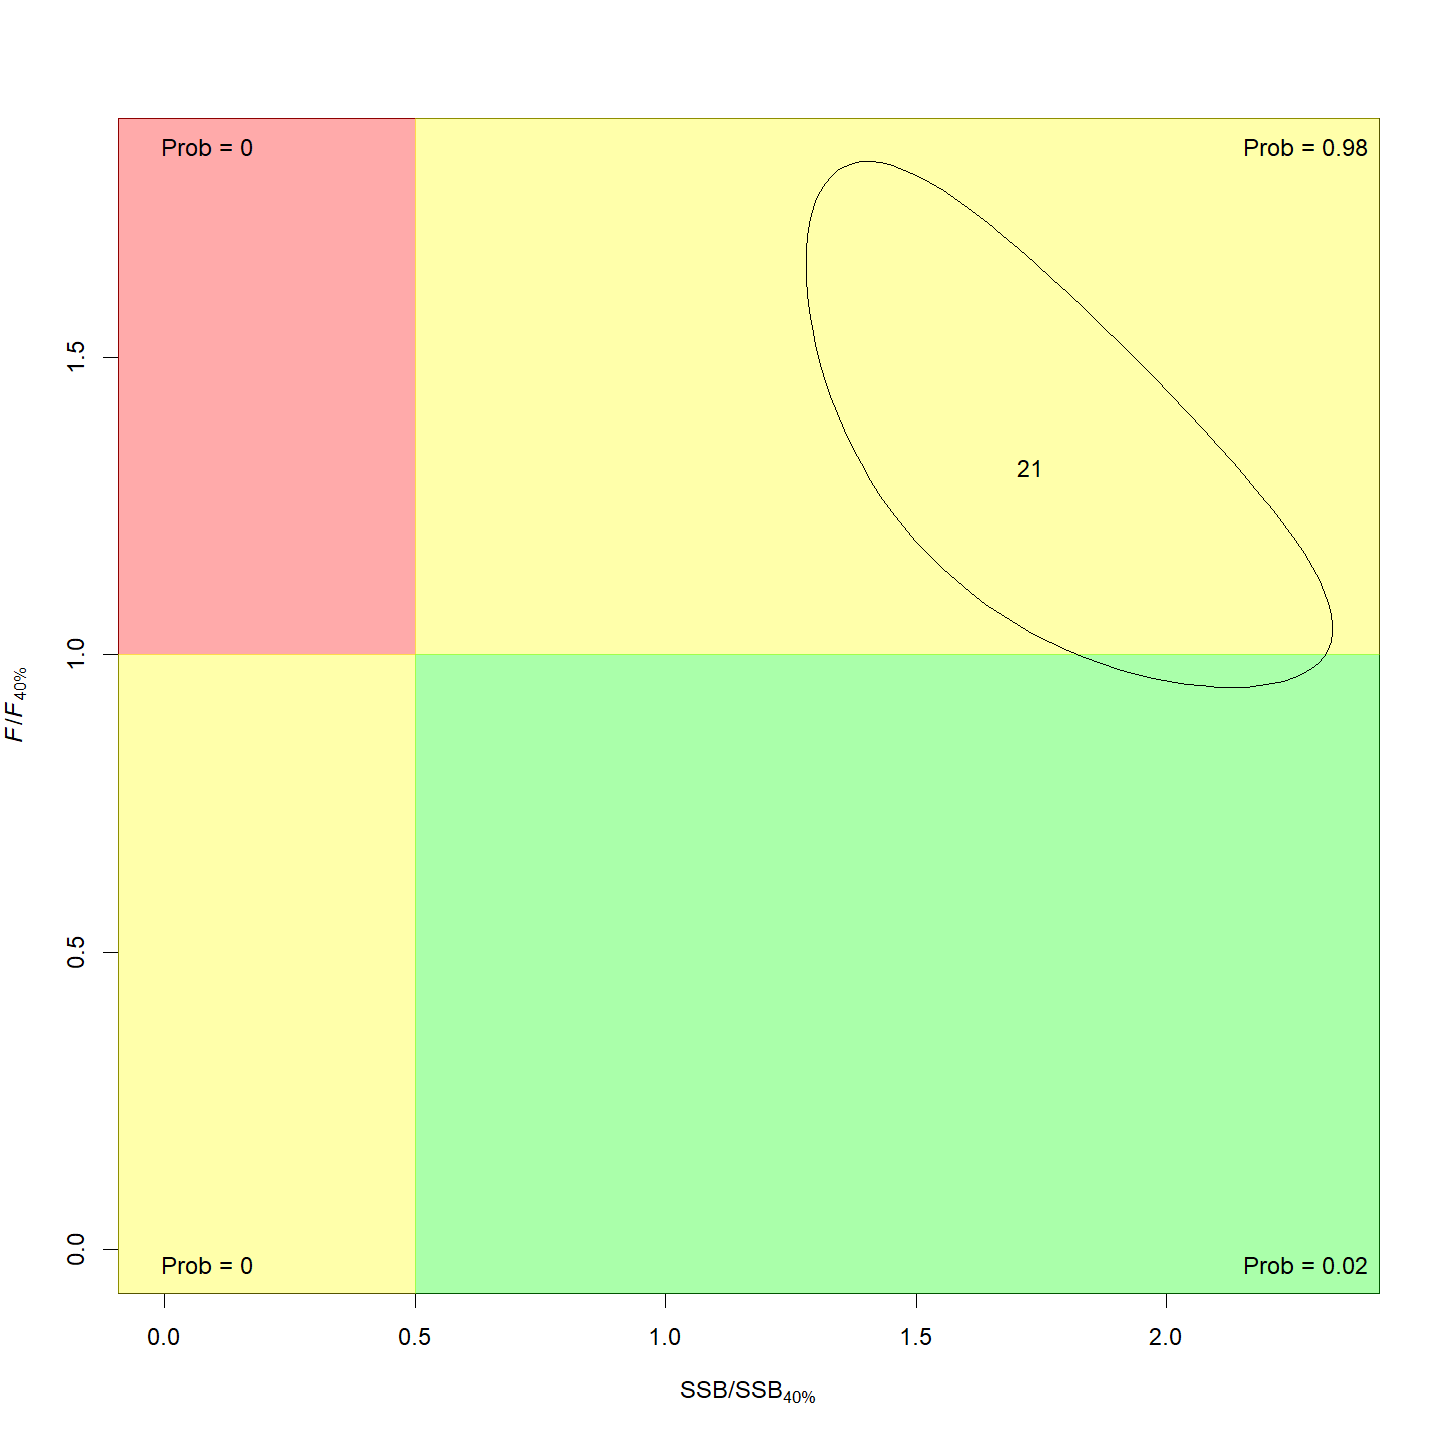 Prob = 0
Prob = 0.98
21
Prob = 0
Prob = 0.02
F/F40%
1.5
1.0
0.5
0.0
0.0 0.5 1.0 1.5 2.0
SSB/SSB40%